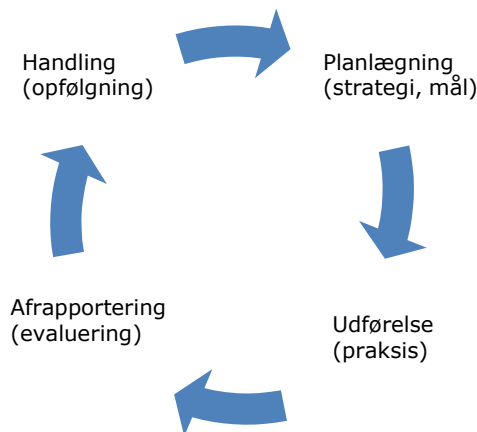 Handling
(opfølgning)
Planlægning
(strategi, mål)
Udførelse
(praksis)
Afrapportering
(evaluering)